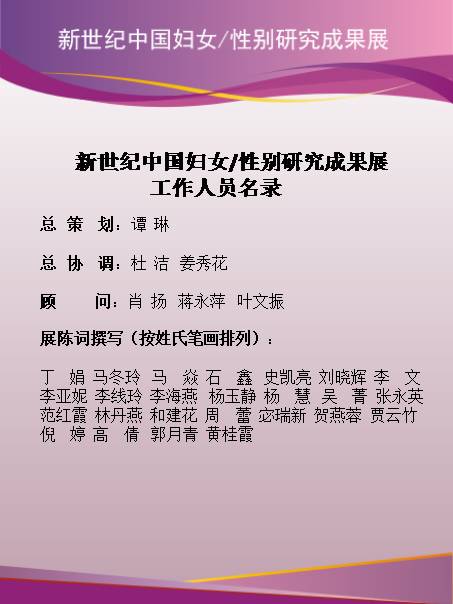 新世纪中国妇女/性别研究成果展
新世纪中国妇女/性别研究成果展
工作人员名录
总 策 划：谭 琳
总 协 调：杜 洁 姜秀花
顾 问：肖 扬 蒋永萍 叶文振
展陈词撰写（按姓氏笔画排列）：
丁 娟 马冬玲 马 焱 石 鑫 史凯亮 刘晓辉 李 文
李亚妮 李线玲 李海燕 杨玉静 杨 慧 吴 菁 张永英
范红霞 林丹燕 和建花 周 蕾 宓瑞新 贺燕蓉 贾云竹
倪 婷 高 倩 郭月青 黄桂霞